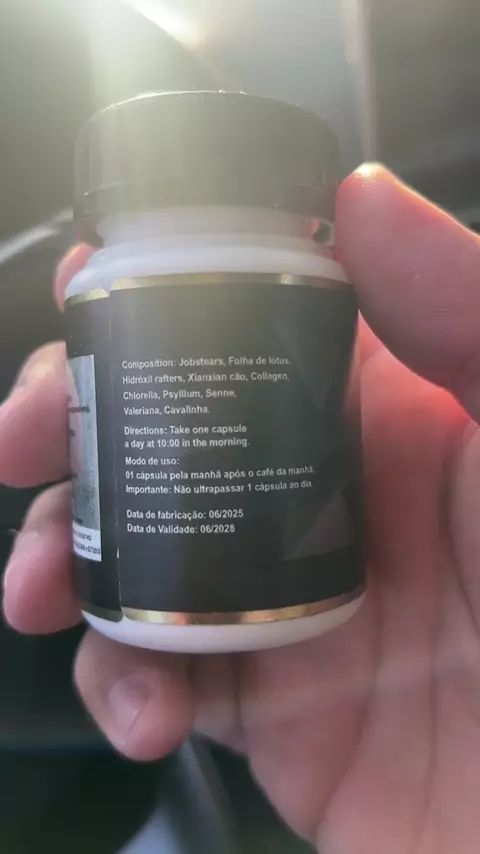 Composition: Jobstears, Folha de lótus,
Hidróxil rafters, Xianxian cão, Collagen,
Chlorella, Psyllium, Senne,
Valeriana, Cavalinha.
Directions: Take one capsule
a day at 10:00 in the morning.
Modo de uso:
01 cápsula pela manhã após o café da manhã.
Importante: Não ultrapassar 1 cápsula ao dia
Data de fabricação: 06/2025
Data de Validade: 06/2028